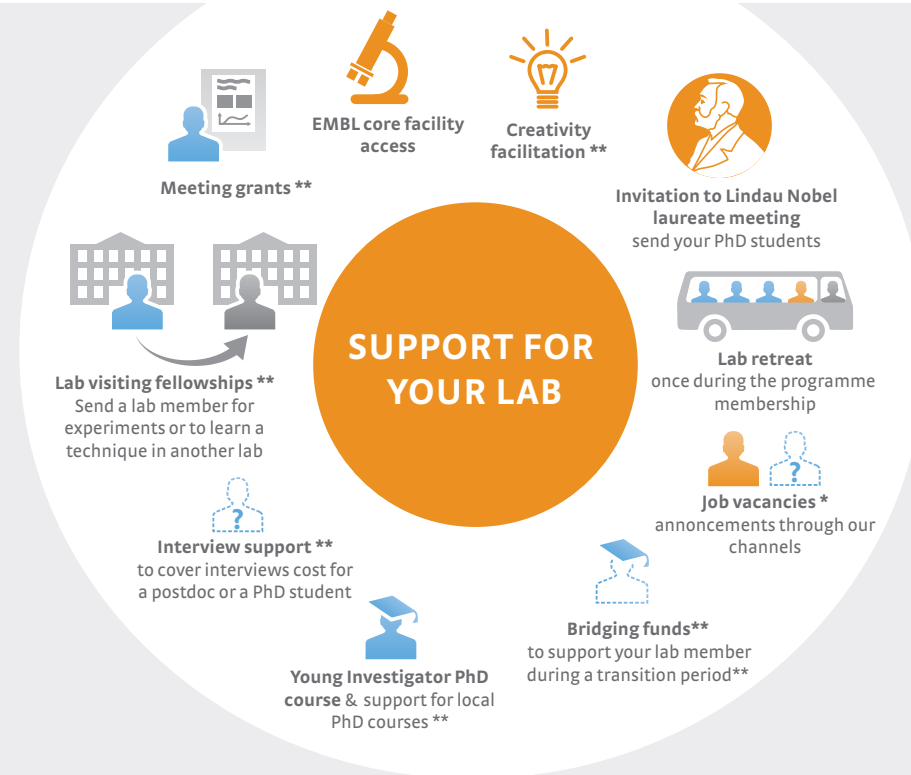 EMBL core facility
access
Creativity
facilitation **
Meeting grants **
Invitation to Lindau Nobel
laureate meeting
send your PhD students
SUPPORT FOR
YOUR LAB
Lab retreat
once during the programme
membership
Lab visiting fellowships **
Send a lab member for
experiments or to learn a
technique in another lab
?
Job vacancies *
annoncements through our
channels
?
Interview support **
to cover interviews cost for
a postdoc or a PhD student
Bridging funds**
to support your lab member
during a transition period**
Young Investigator PhD
course & support for local
PhD courses **